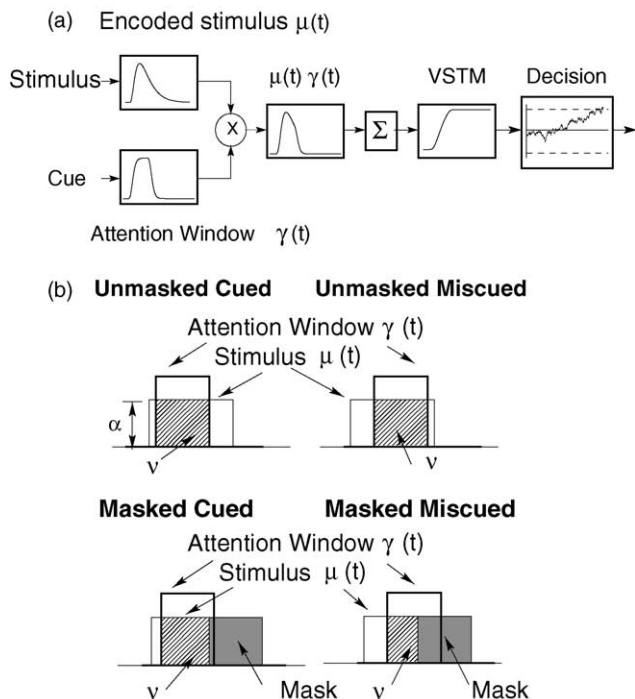 (a) Encoded stimulus μ(t)
Stimulus
μ(t) γ(t)
VSTM
Decision
X
Σ
Cue
Attention Window γ(t)
(b) Unmasked Cued Unmasked Miscued
Attention Window γ (t)
Stimulus μ (t)
α
ν ν
Masked Cued Masked Miscued
Attention Window γ (t)
Stimulus μ (t)
ν Mask ν Mask